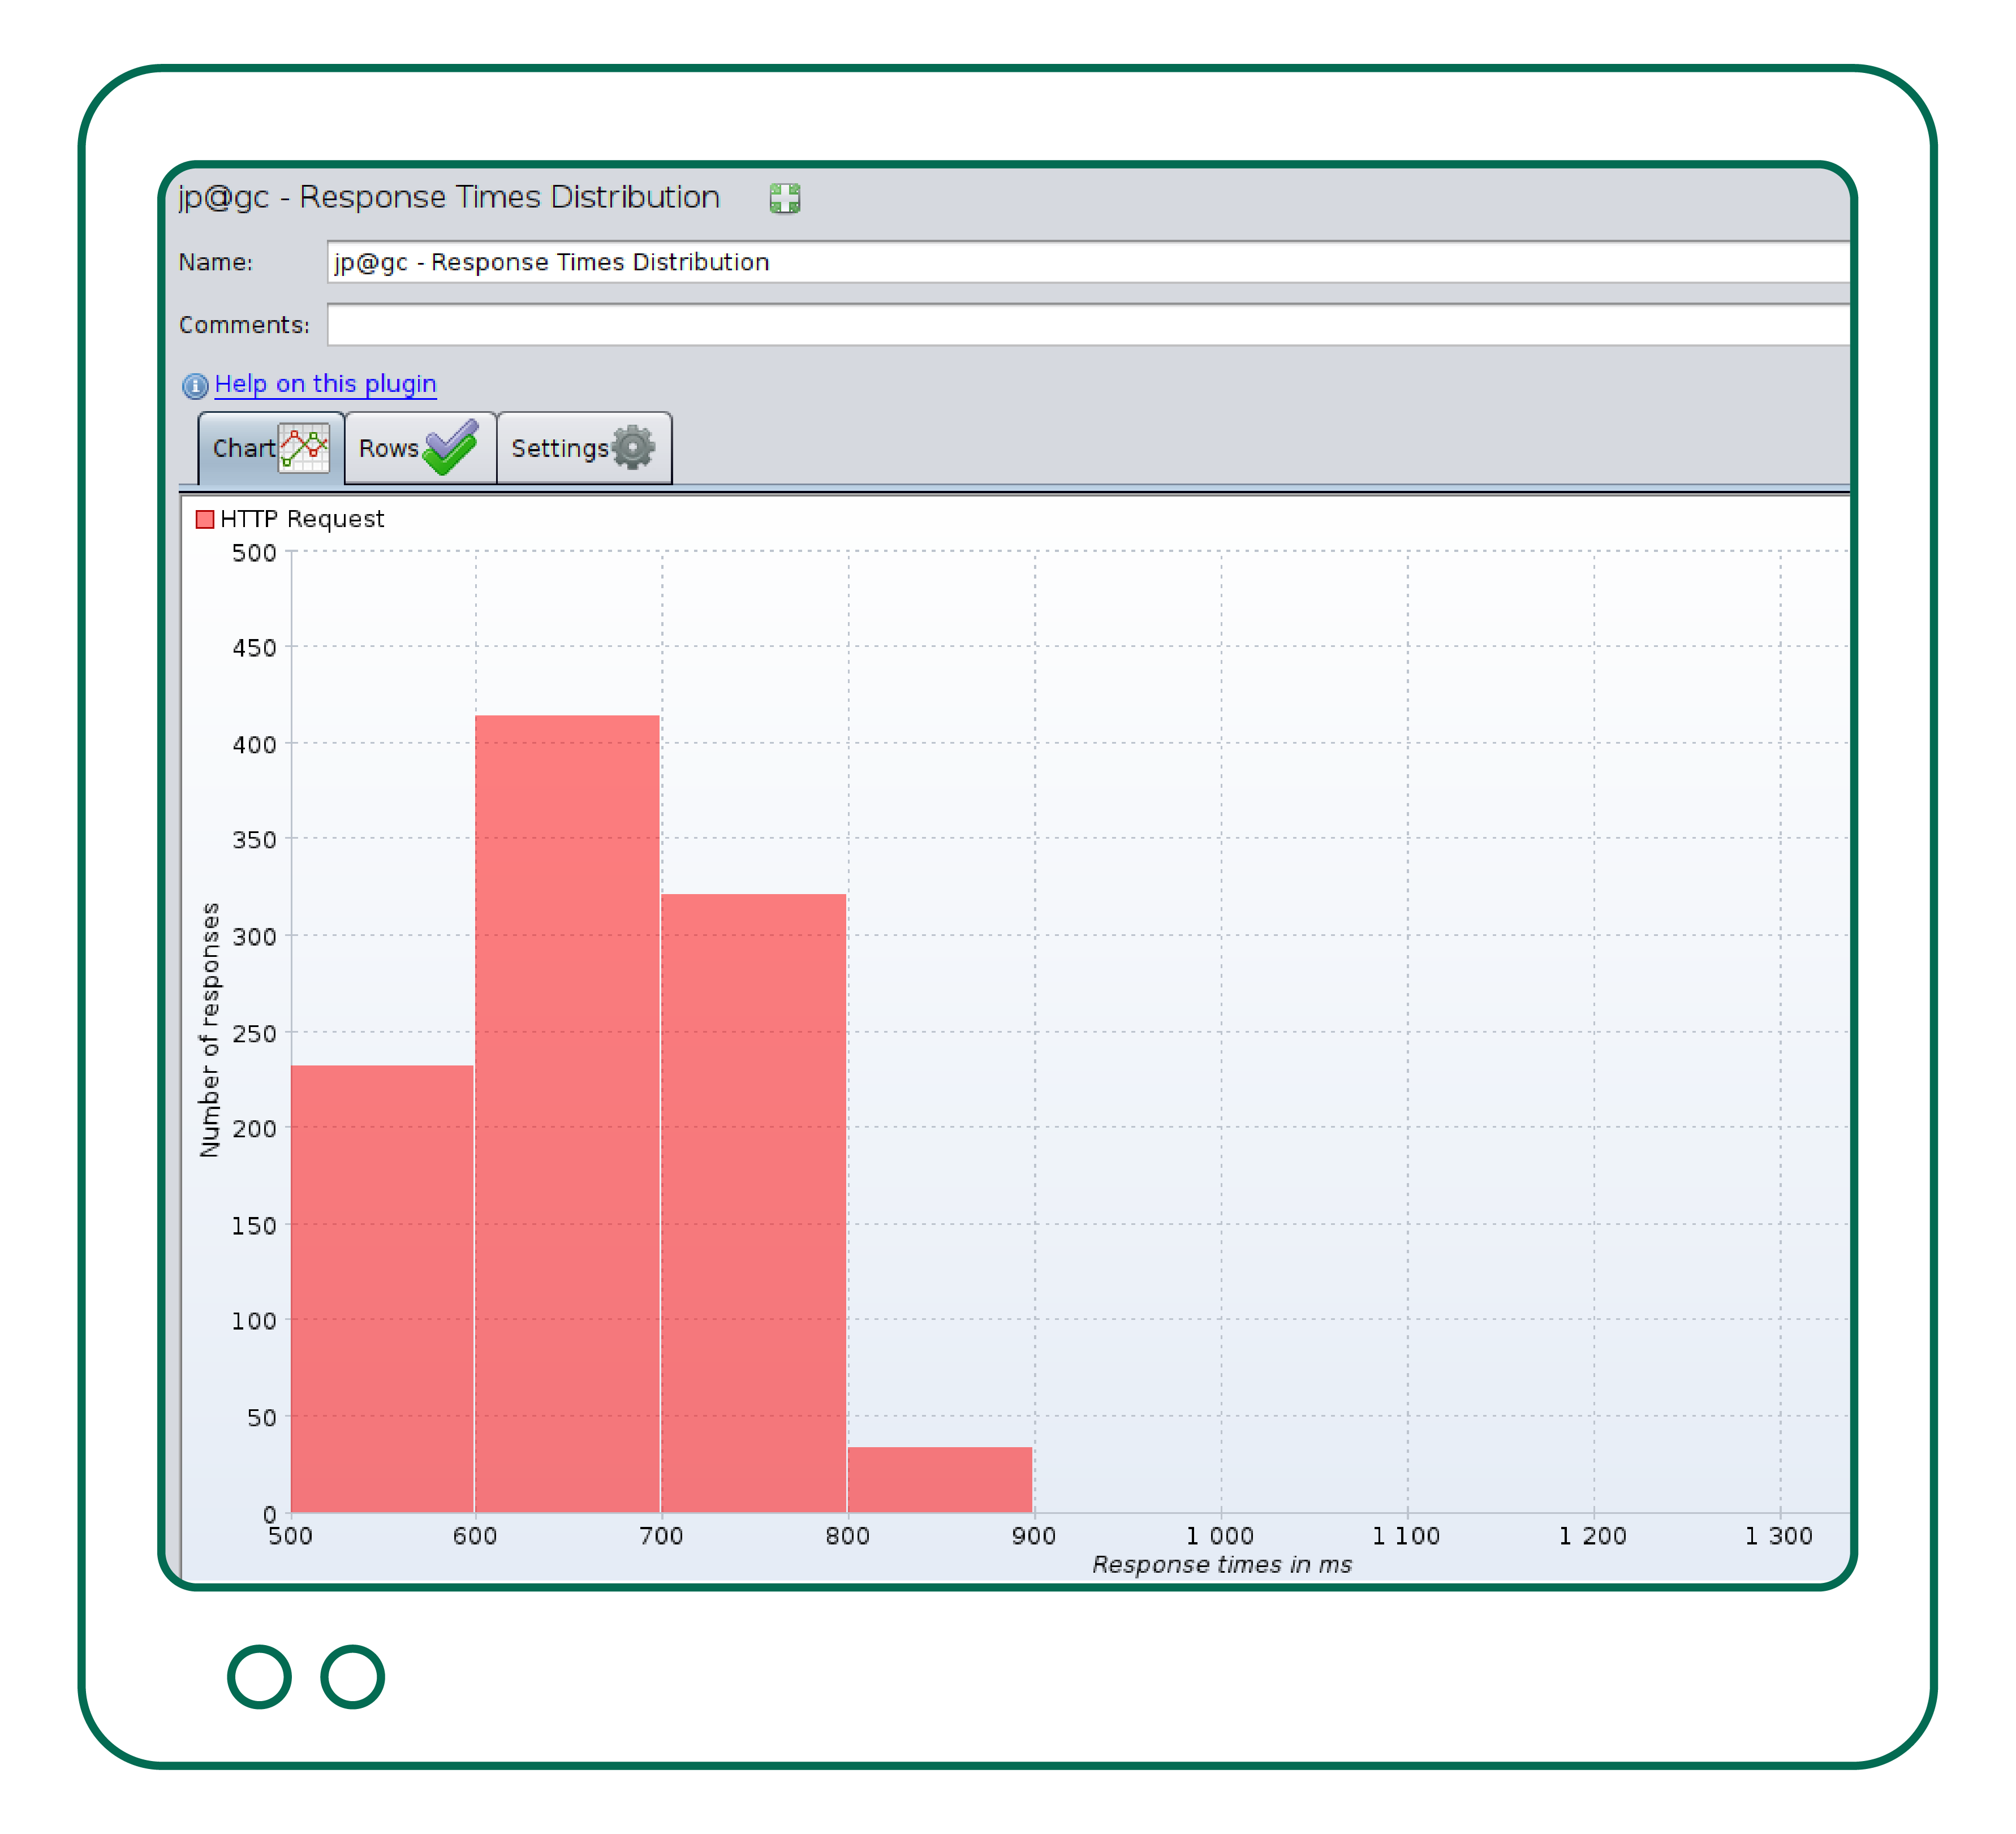 jp@gc - Response Times Distribution
Name: jp@gc - Response Times Distribution
Comments:
Help on this plugin
Chart Rows Settings
HTTP Request
500
450
400
350
300
250
200
150
100
50
0
Number of responses
500 600 700 800 900 1 000 1 100 1 200 1 300
Response times in ms